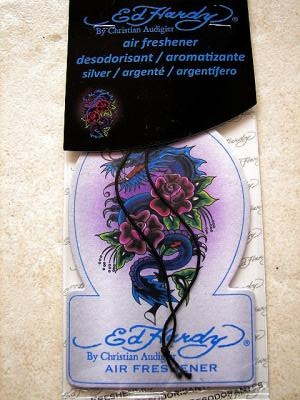 Ed Hardy®
By Christian Audigier
air freshener
desodorisant / aromatizante
silver / argenté / argentífero
Ed Hardy®
By Christian Audigier
AIR FRESHENER